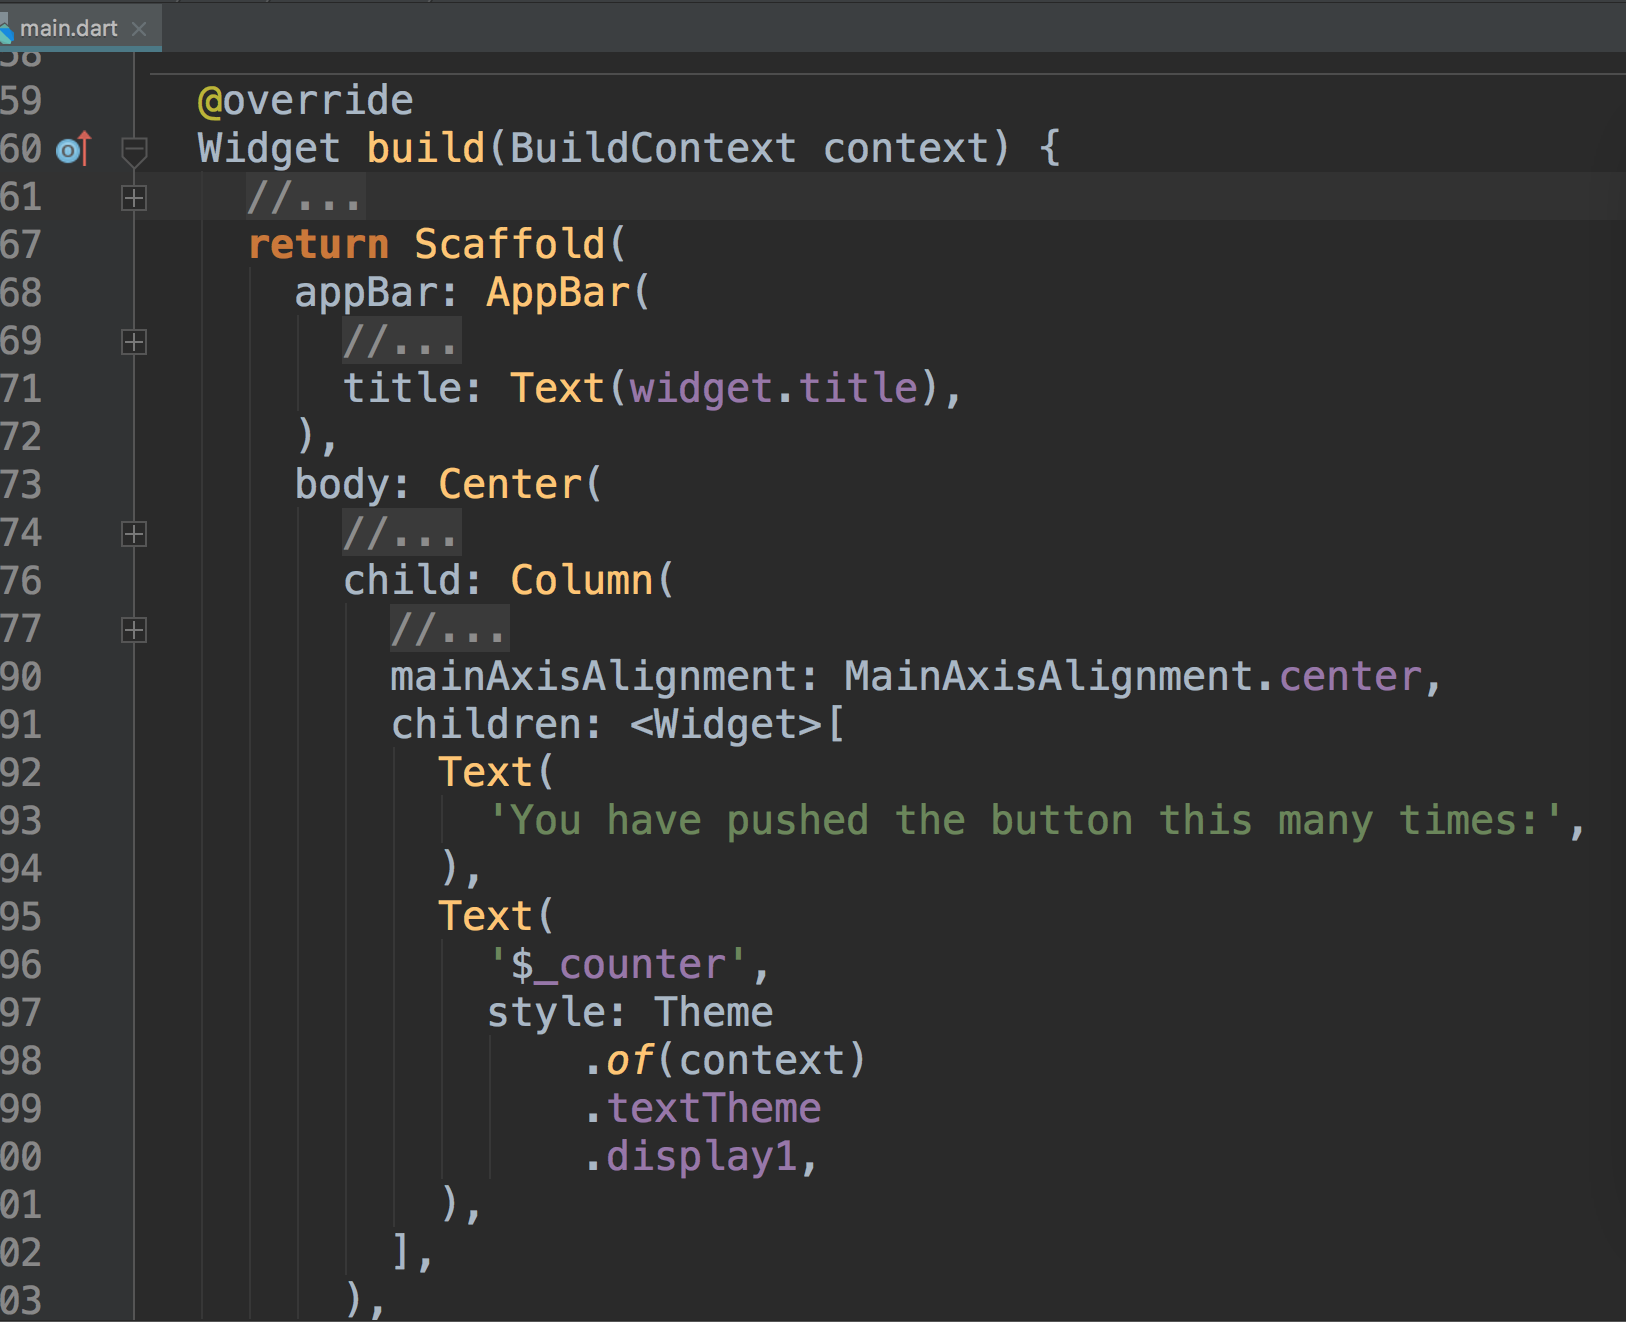 main.dart
58
59 @override
60 Widget build(BuildContext context) {
61 //...
67 return Scaffold(
68 appBar: AppBar(
69 //...
71 title: Text(widget.title),
72 ),
73 body: Center(
74 //...
76 child: Column(
77 //...
90 mainAxisAlignment: MainAxisAlignment.center,
91 children: <Widget>[
92 Text(
93 'You have pushed the button this many times:',
94 ),
95 Text(
96 '$_counter',
97 style: Theme
98 .of(context)
99 .textTheme
00 .display1,
01 ),
02 ],
03 ),